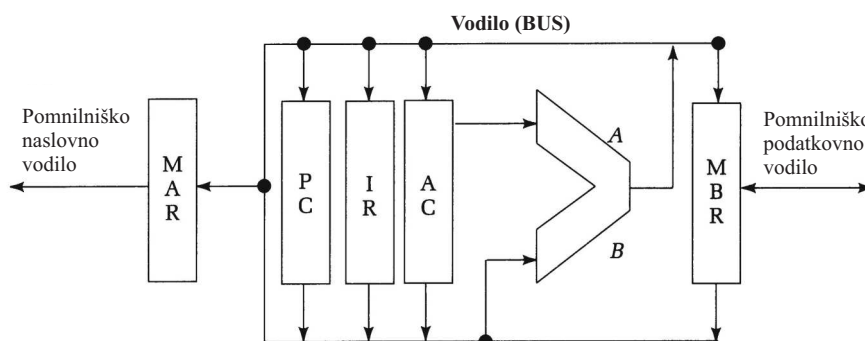 Vodilo (BUS)
Pomnilniško
naslovno
vodilo
M
A
R
P
C
I
R
A
C
A
B
M
B
R
Pomnilniško
podatkovno
vodilo